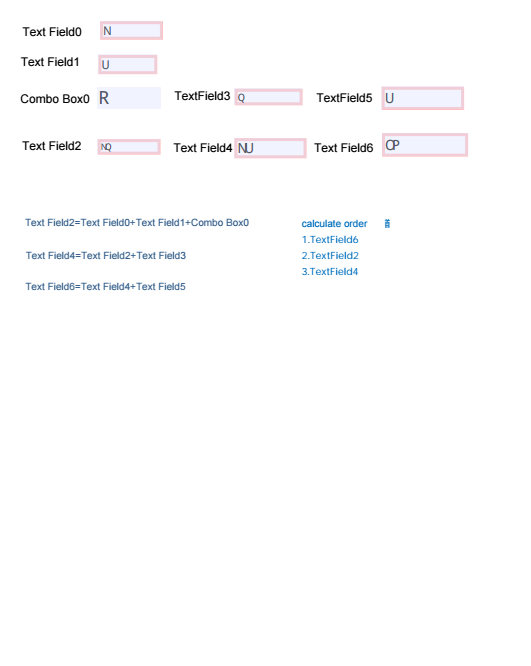 Text Field0 N
Text Field1 U
Combo Box0 R TextField3 Q TextField5 U
Text Field2 NQ Text Field4 NU Text Field6 OP
Text Field2=Text Field0+Text Field1+Combo Box0 calculate order
1.TextField6
Text Field4=Text Field2+Text Field3 2.TextField2
3.TextField4
Text Field6=Text Field4+Text Field5